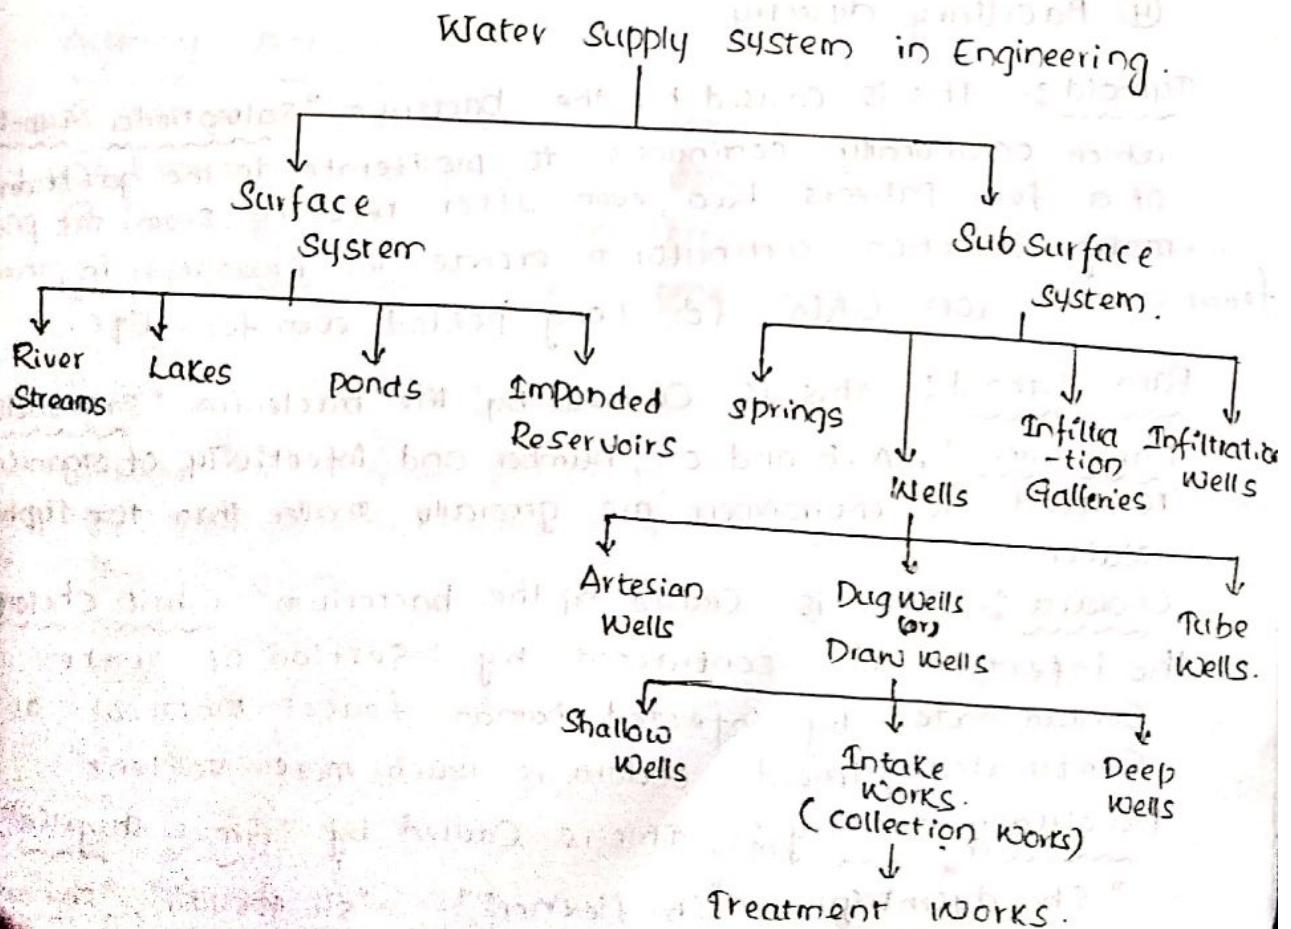 Water Supply system in Engineering.
Surface
System
Sub Surface
System.
River
Streams
Lakes
Ponds
Imponded
Reservoirs
Springs
Wells
Infiltra
-tion
Galleries
Infiltration
Wells
Artesian
Wells
Dug Wells
(or)
Draw Wells
Tube
Wells.
Shallow
Wells
Intake
Works.
(collection Works)
Deep
Wells
Treatment Works.